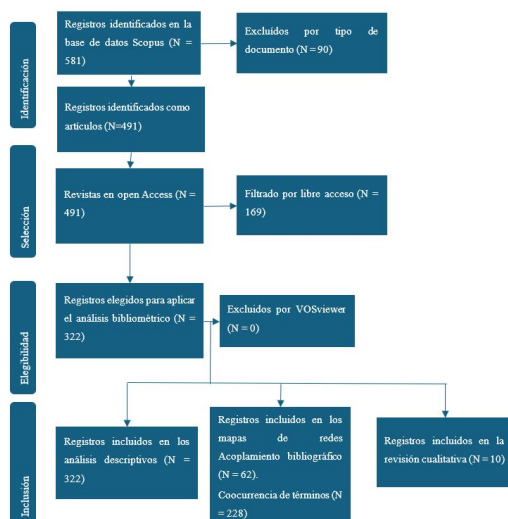 Identificación
Registros identificados en la
base de datos Scopus (N =
581)
Excluídos por tipo de
documento (N = 90)
Registros identificados como
artículos (N=491)
Selección
Revistas en open Access (N =
491)
Filtrado por libre acceso (N =
169)
Elegibilidad
Registros elegidos para aplicar
el análisis bibliométrico (N =
322)
Excluidos por VOSviewer
(N = 0)
Inclusión
Registros incluidos en los
análisis descriptivos (N =
322)
Registros incluidos en los
mapas de redes
Acoplamiento bibliográfico
(N = 62).
Coocurrencia de términos (N
= 228)
Registros incluidos en la
revisión cualitativa (N = 10)